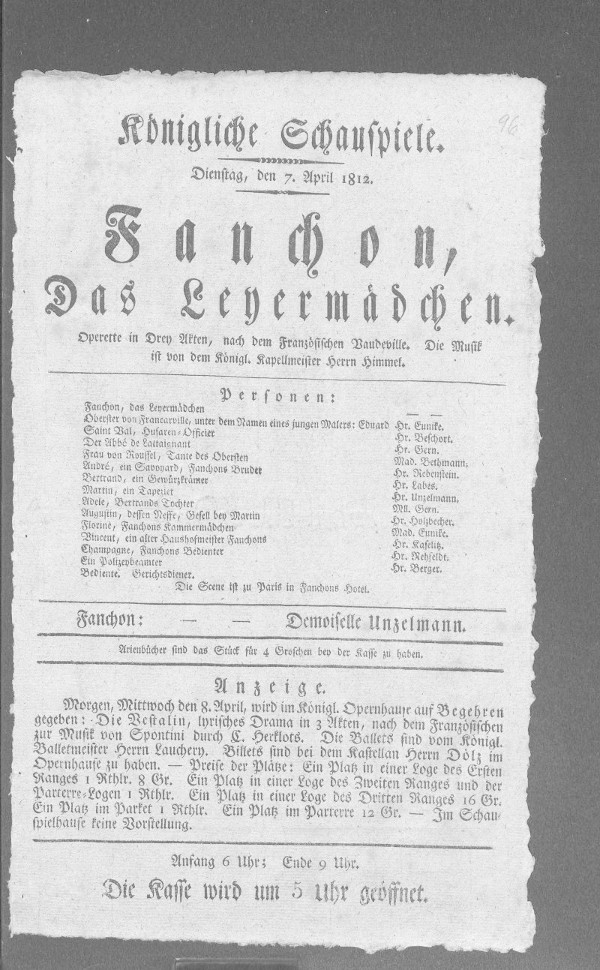 96
Königliche Schauspiele.
Dienstag, den 7. April 1812.
Fanchon,
Das Leyermädchen.
Operette in Drey Akten, nach dem Französischen Vaudeville. Die Musik
ist von dem Königl. Kapellmeister Herrn Himmel.
Personen:
Fanchon, das Leyermädchen — —
Oberster von Francarville, unter dem Namen eines jungen Malers: Eduard Hr. Eunike.
Saint Val, Husaren-Officier Hr. Beschort.
Der Abbé de Lattaignant Hr. Gern.
Frau von Roussel, Tante des Obersten Mad. Bethmann.
André, ein Savoyard, Fanchons Bruder Hr. Rebenstein.
Bertrand, ein Gewürzkrämer Hr. Labes.
Martin, ein Tapezier Hr. Unzelmann.
Adele, Bertrands Tochter Mll. Gern.
Augustin, dessen Neffe, Gesell bey Martin Hr. Holzbecher.
Florine, Fanchons Kammermädchen Mad. Eunike.
Vincent, ein alter Haushofmeister Fanchons Hr. Kaselitz.
Champagne, Fanchons Bedienter Hr. Rehfeldt.
Ein Polizeybeamter Hr. Berger.
Bediente. Gerichtsdiener.
Die Scene ist zu Paris in Fanchons Hotel.
Fanchon: — — Demoiselle Unzelmann.
Arienbücher sind das Stück für 4 Groschen bey der Kasse zu haben.
Anzeige.
Morgen, Mittwoch den 8. April, wird im Königl. Opernhause auf Begehren
gegeben: Die Vestalin, lyrisches Drama in 3 Akten, nach dem Französischen
zur Musik von Spontini durch C. Herklots. Die Ballets sind vom Königl.
Balletmeister Herrn Lauchery. Billets sind bei dem Kastellan Herrn Dölz im
Opernhause zu haben. — Preise der Plätze: Ein Platz in einer Loge des Ersten
Ranges 1 Rthlr. 8 Gr. Ein Platz in einer Loge des Zweiten Ranges und der
Parterre-Logen 1 Rthlr. Ein Platz in einer Loge des Dritten Ranges 16 Gr.
Ein Platz im Parket 1 Rthlr. Ein Platz im Parterre 12 Gr. — Im Schau-
spielhause keine Vorstellung.
Anfang 6 Uhr; Ende 9 Uhr.
Die Kasse wird um 5 Uhr geöffnet.